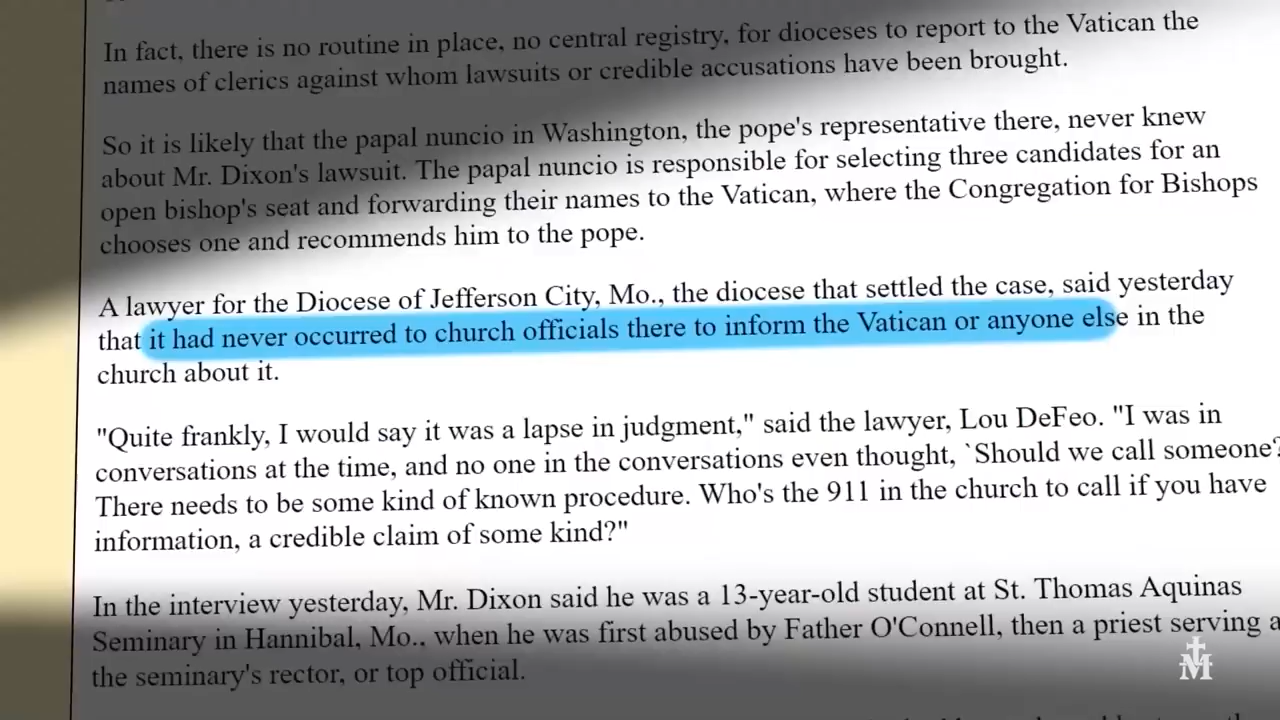 In fact, there is no routine in place, no central registry, for dioceses to report to the Vatican the
names of clerics against whom lawsuits or credible accusations have been brought.
So it is likely that the papal nuncio in Washington, the pope's representative there, never knew
about Mr. Dixon's lawsuit. The papal nuncio is responsible for selecting three candidates for an
open bishop's seat and forwarding their names to the Vatican, where the Congregation for Bishops
chooses one and recommends him to the pope.
A lawyer for the Diocese of Jefferson City, Mo., the diocese that settled the case, said yesterday
that it had never occurred to church officials there to inform the Vatican or anyone else in the
church about it.
"Quite frankly, I would say it was a lapse in judgment," said the lawyer, Lou DeFeo. "I was in
conversations at the time, and no one in the conversations even thought, `Should we call someone?
There needs to be some kind of known procedure. Who's the 911 in the church to call if you have
information, a credible claim of some kind?"
In the interview yesterday, Mr. Dixon said he was a 13-year-old student at St. Thomas Aquinas
Seminary in Hannibal, Mo., when he was first abused by Father O'Connell, then a priest serving a
the seminary's rector, or top official.
M